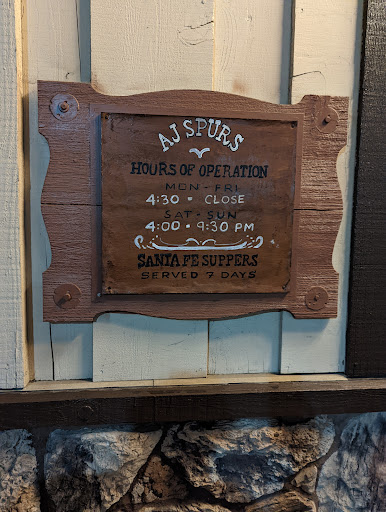 AJ SPURS
HOURS OF OPERATION
MON - FRI
4:30 - CLOSE
SAT - SUN
4:00 - 9:30 PM
SANTA FE SUPPERS
SERVED 7 DAYS